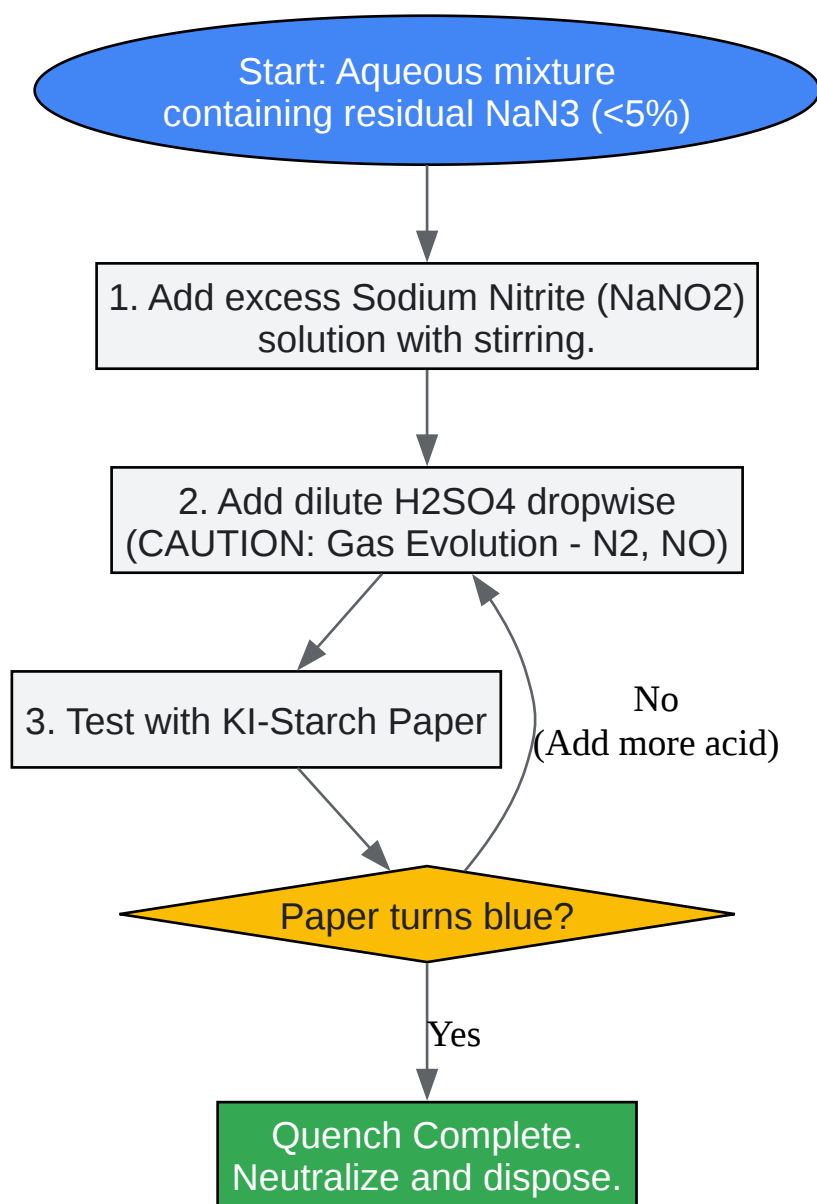 Start: Aqueous mixture
containing residual NaN3 (<5%)
1. Add excess Sodium Nitrite (NaNO2)
solution with stirring.
2. Add dilute H2SO4 dropwise
(CAUTION: Gas Evolution - N2, NO)
3. Test with KI-Starch Paper
No
(Add more acid)
Paper turns blue?
Yes
Quench Complete.
Neutralize and dispose.